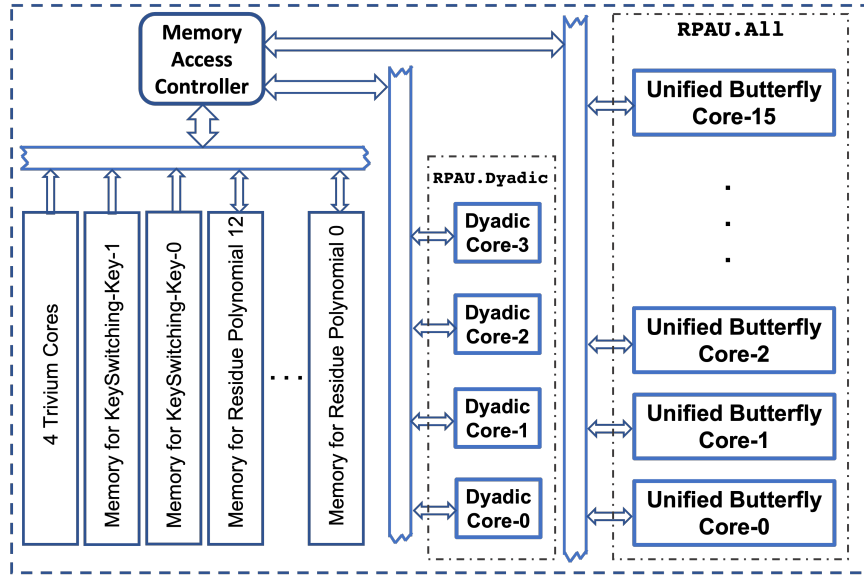 Memory
Access
Controller
4 Trivium Cores
Memory for KeySwitching-Key-1
Memory for KeySwitching-Key-0
Memory for Residue Polynomial 12
. . .
Memory for Residue Polynomial 0
RPAU.Dyadic
Dyadic
Core-3
Dyadic
Core-2
Dyadic
Core-1
Dyadic
Core-0
RPAU.All
Unified Butterfly
Core-15
.
.
.
Unified Butterfly
Core-2
Unified Butterfly
Core-1
Unified Butterfly
Core-0